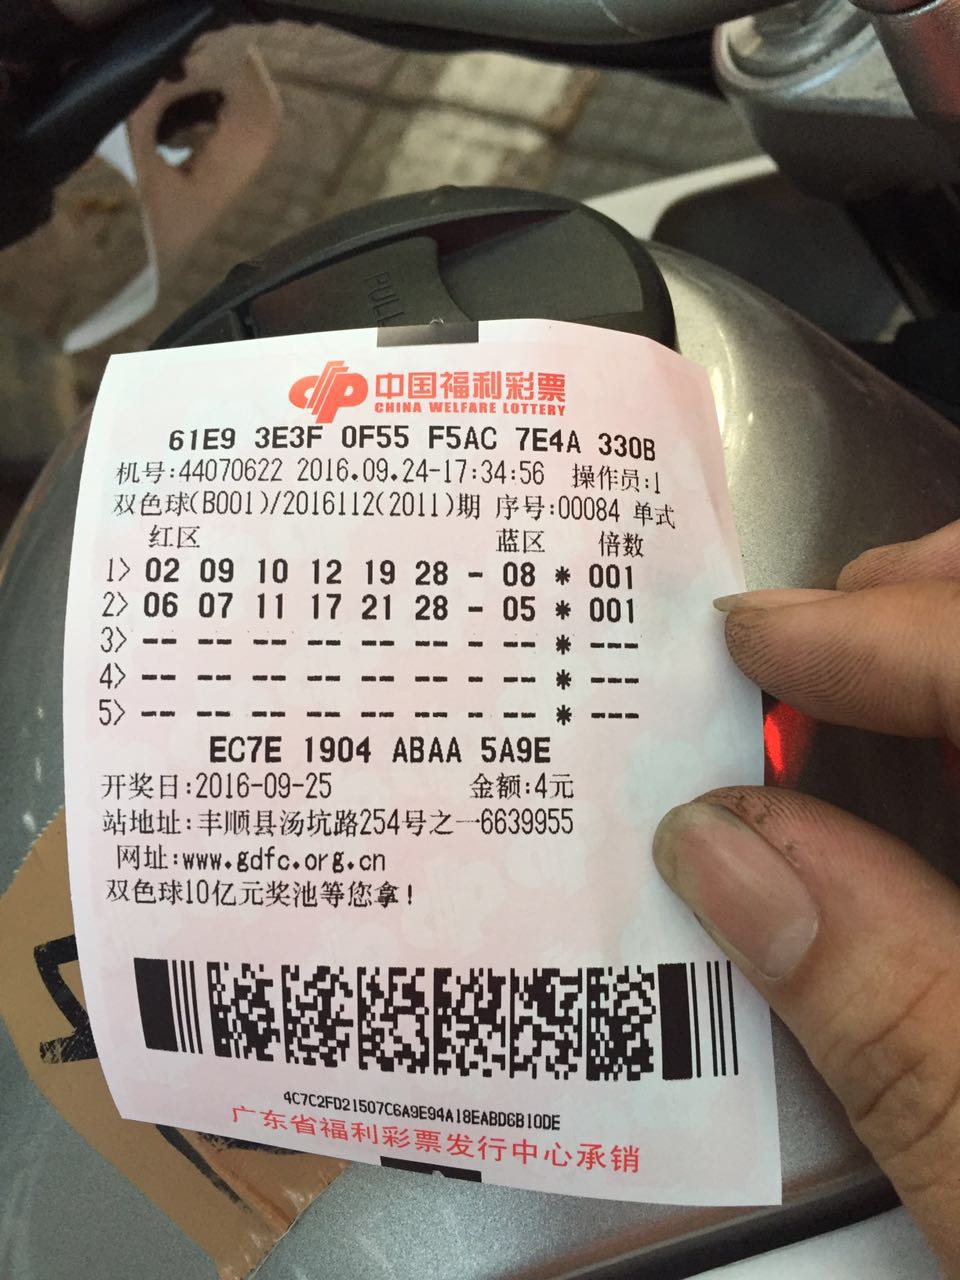 PULL
中国福利彩票
CHINA WELFARE LOTTERY
61E9 3E3F 0F55 F5AC 7E4A 330B
机号:44070622 2016.09.24-17:34:56 操作员:1
双色球(B001)/2016112(2011)期 序号:00084 单式
红区 蓝区 倍数
1> 02 09 10 12 19 28 - 08 * 001
2> 06 07 11 17 21 28 - 05 * 001
3> -- -- -- -- -- -- - -- * ---
4> -- -- -- -- -- -- - -- * ---
5> -- -- -- -- -- -- - -- * ---
EC7E 1904 ABAA 5A9E
开奖日:2016-09-25 金额:4元
站地址:丰顺县汤坑路254号之一6639955
网址:www.gdfc.org.cn
双色球10亿元奖池等您拿!
4C7C2FD21507C6A9E94A18EABD6B10DE
广东省福利彩票发行中心承销